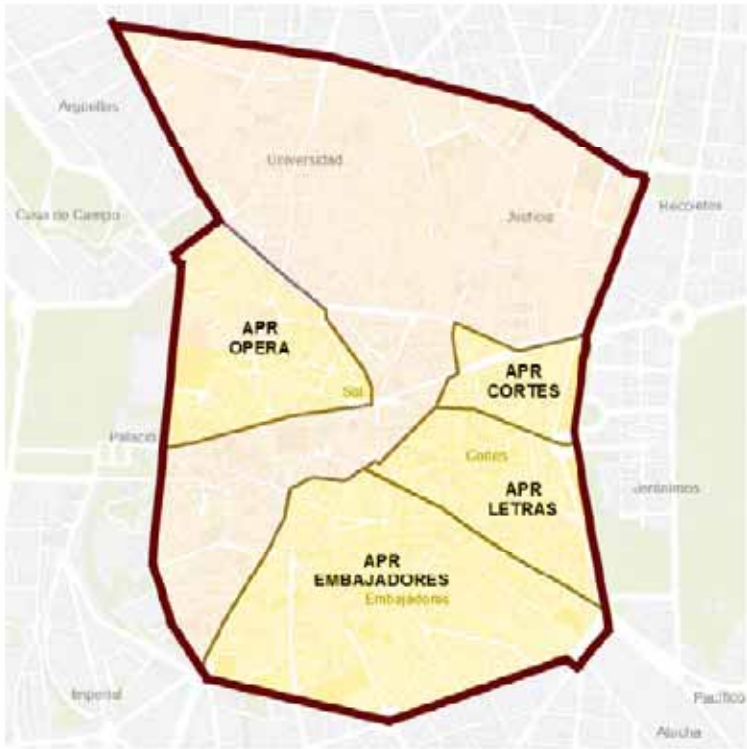 Argüelles
Universidad
Casa de Campo
Justicia
Recoletos
APR
OPERA
APR
CORTES
Sol
Palacio
Cortes
Jerónimos
APR
LETRAS
APR
EMBAJADORES
Embajadores
Imperial
Pacífico
Atocha